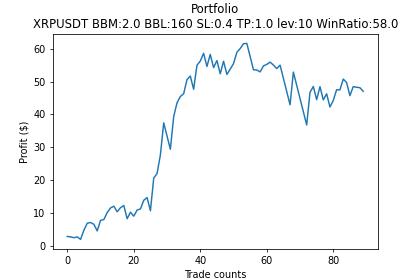 Portfolio
XRPUSDT BBM:2.0 BBL:160 SL:0.4 TP:1.0 lev:10 WinRatio:58.0
60
50
40
30
20
10
0
Profit ($)
0 20 40 60 80
Trade counts